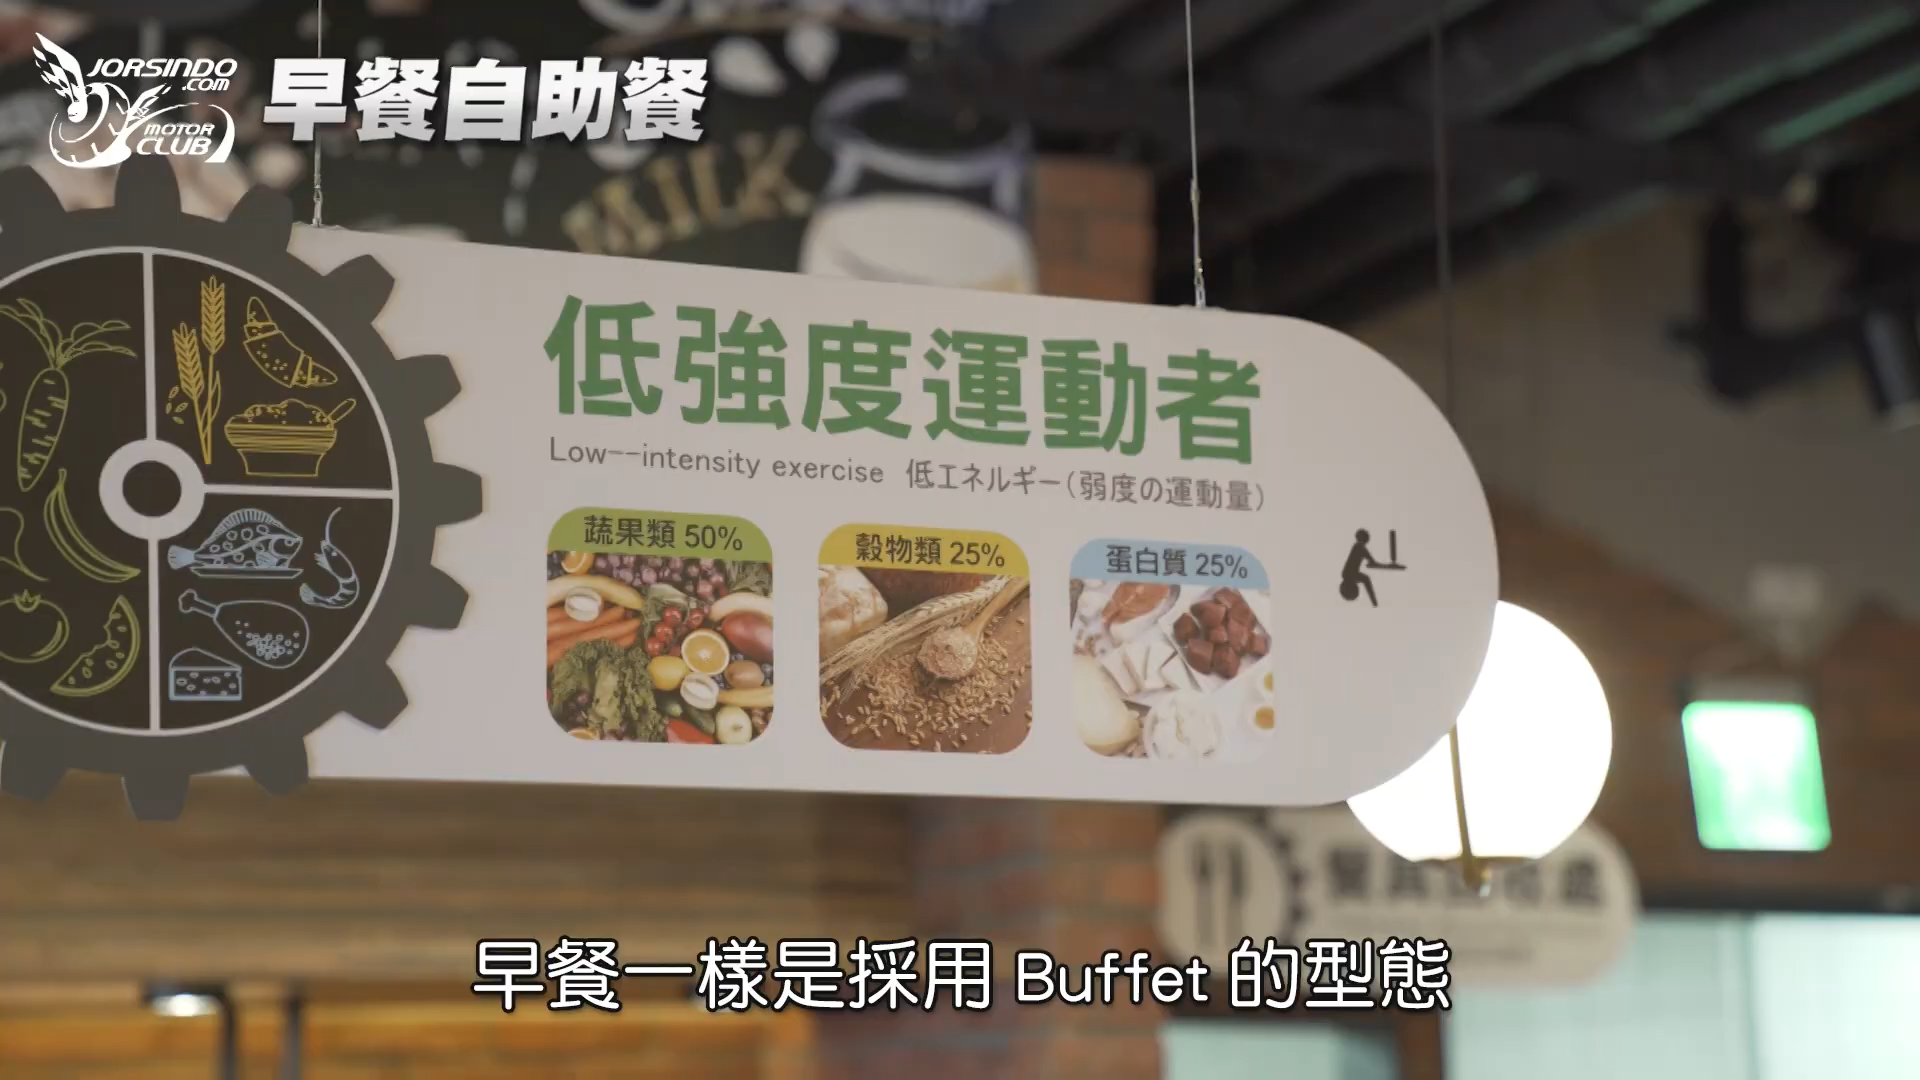 JORSINDO
.COM
MOTOR
CLUB
早餐自助餐
MILK
低強度運動者
Low--intensity exercise 低エネルギー(弱度の運動量)
蔬果類 50%
穀物類 25%
蛋白質 25%
早餐一樣是採用 Buffet 的型態